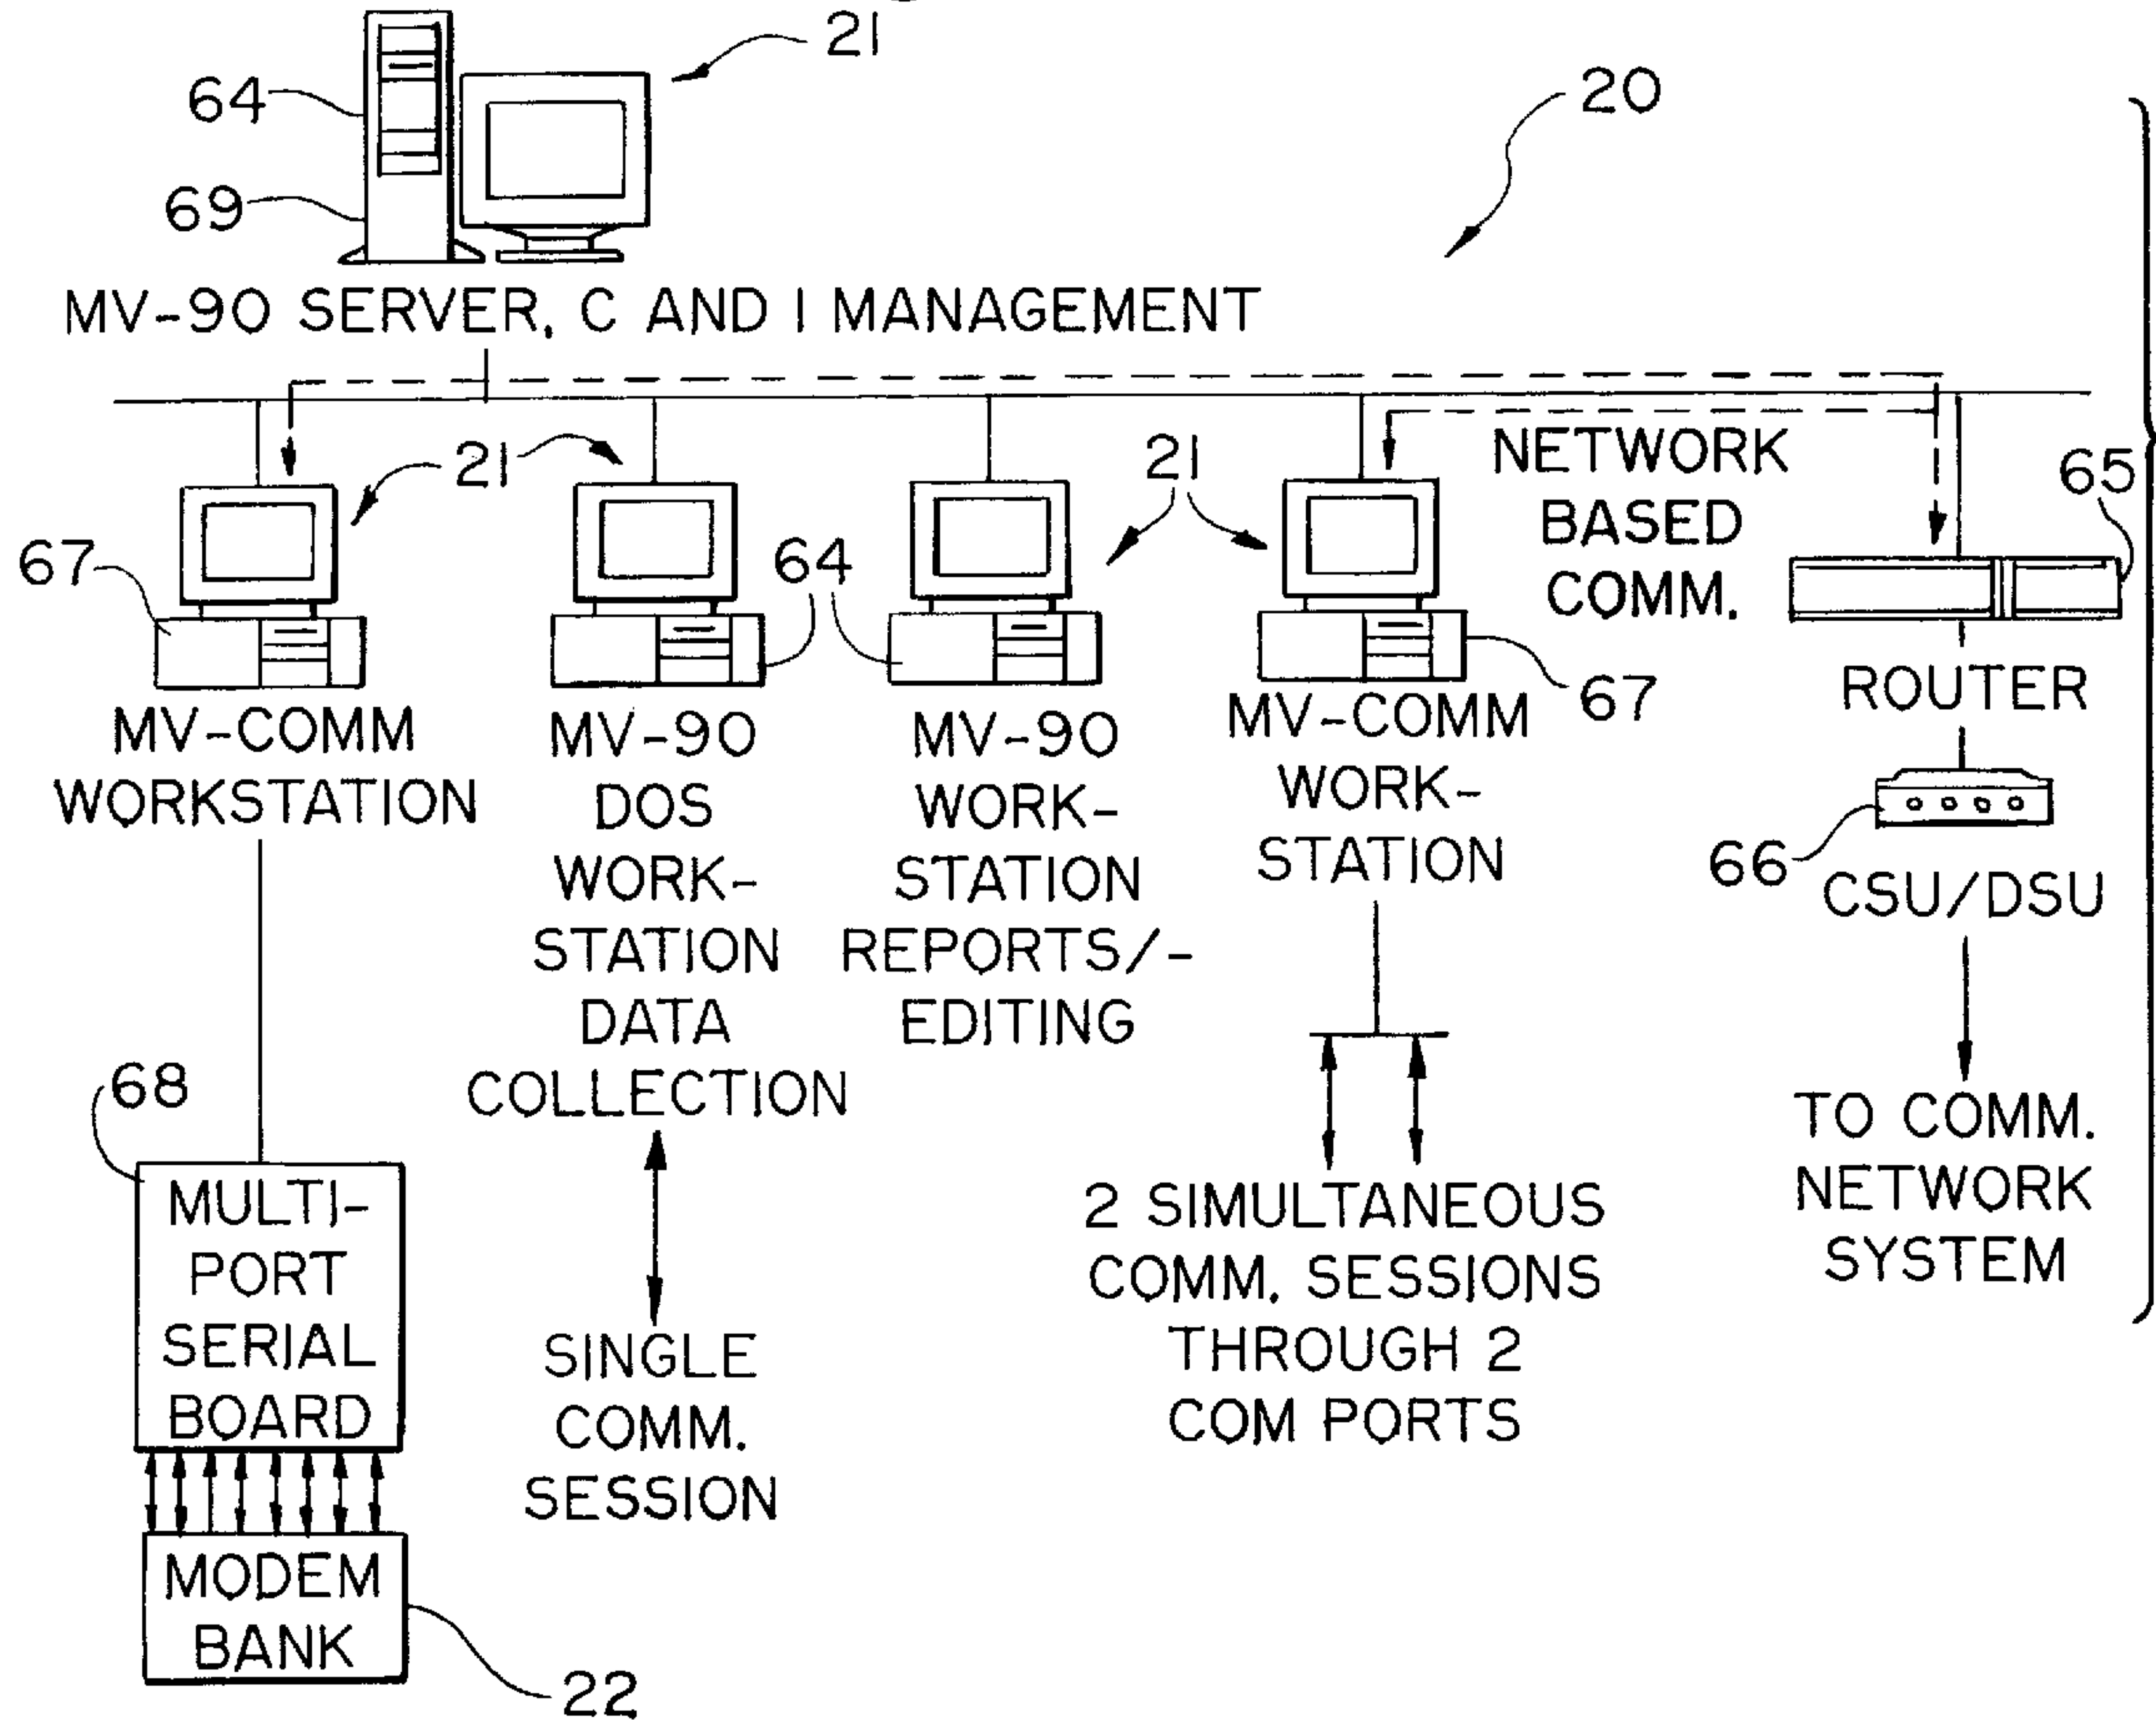 21
20
64
69
MV-90 SERVER, C AND I MANAGEMENT
21
21
NETWORK
BASED
COMM.
65
67
64
67
MV-COMM
WORKSTATION
MV-90
DOS
WORK-
STATION
DATA
COLLECTION
MV-90
WORK-
STATION
REPORTS/-
EDITING
MV-COMM
WORK-
STATION
ROUTER
66
CSU/DSU
TO COMM.
NETWORK
SYSTEM
68
MULTI-
PORT
SERIAL
BOARD
SINGLE
COMM.
SESSION
2 SIMULTANEOUS
COMM. SESSIONS
THROUGH 2
COM PORTS
MODEM
BANK
22